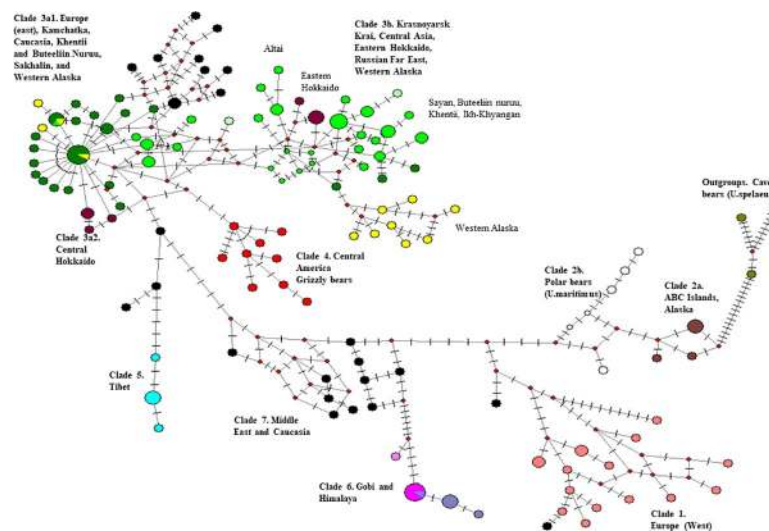 Clade 3a1. Europe
(east), Kamchatka,
Caucasia, Khentii
and Buteeliin Nuruu,
Sakhalin, and
Western Alaska
Altai
Eastern
Hokkaido
Clade 3b. Krasnoyarsk
Krai, Central Asia,
Eastern Hokkaido,
Russian Far East,
Western Alaska
Sayan, Buteeliin nuruu,
Khentii, Ikh-Khyangan
Western Alaska
Clade 3a2.
Central
Hokkaido
Clade 4. Central
America
Grizzly bears
Outgroups. Cave
bears (U.spelaeu
Clade 2b.
Polar bears
(U.maritimus)
Clade 2a.
ABC Islands,
Alaska
Clade 5.
Tibet
Clade 7. Middle
East and Caucasia
Clade 6. Gobi and
Himalaya
Clade 1.
Europe (West)